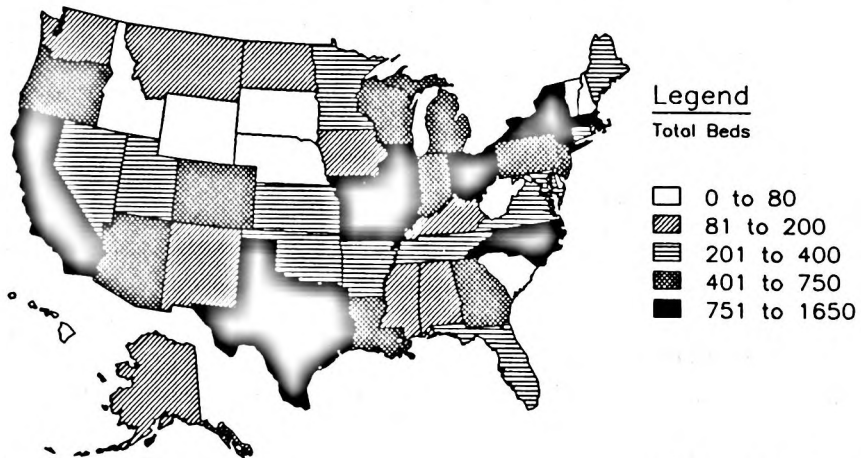 Legend
Total Beds
0 to 80
81 to 200
201 to 400
401 to 750
751 to 1650